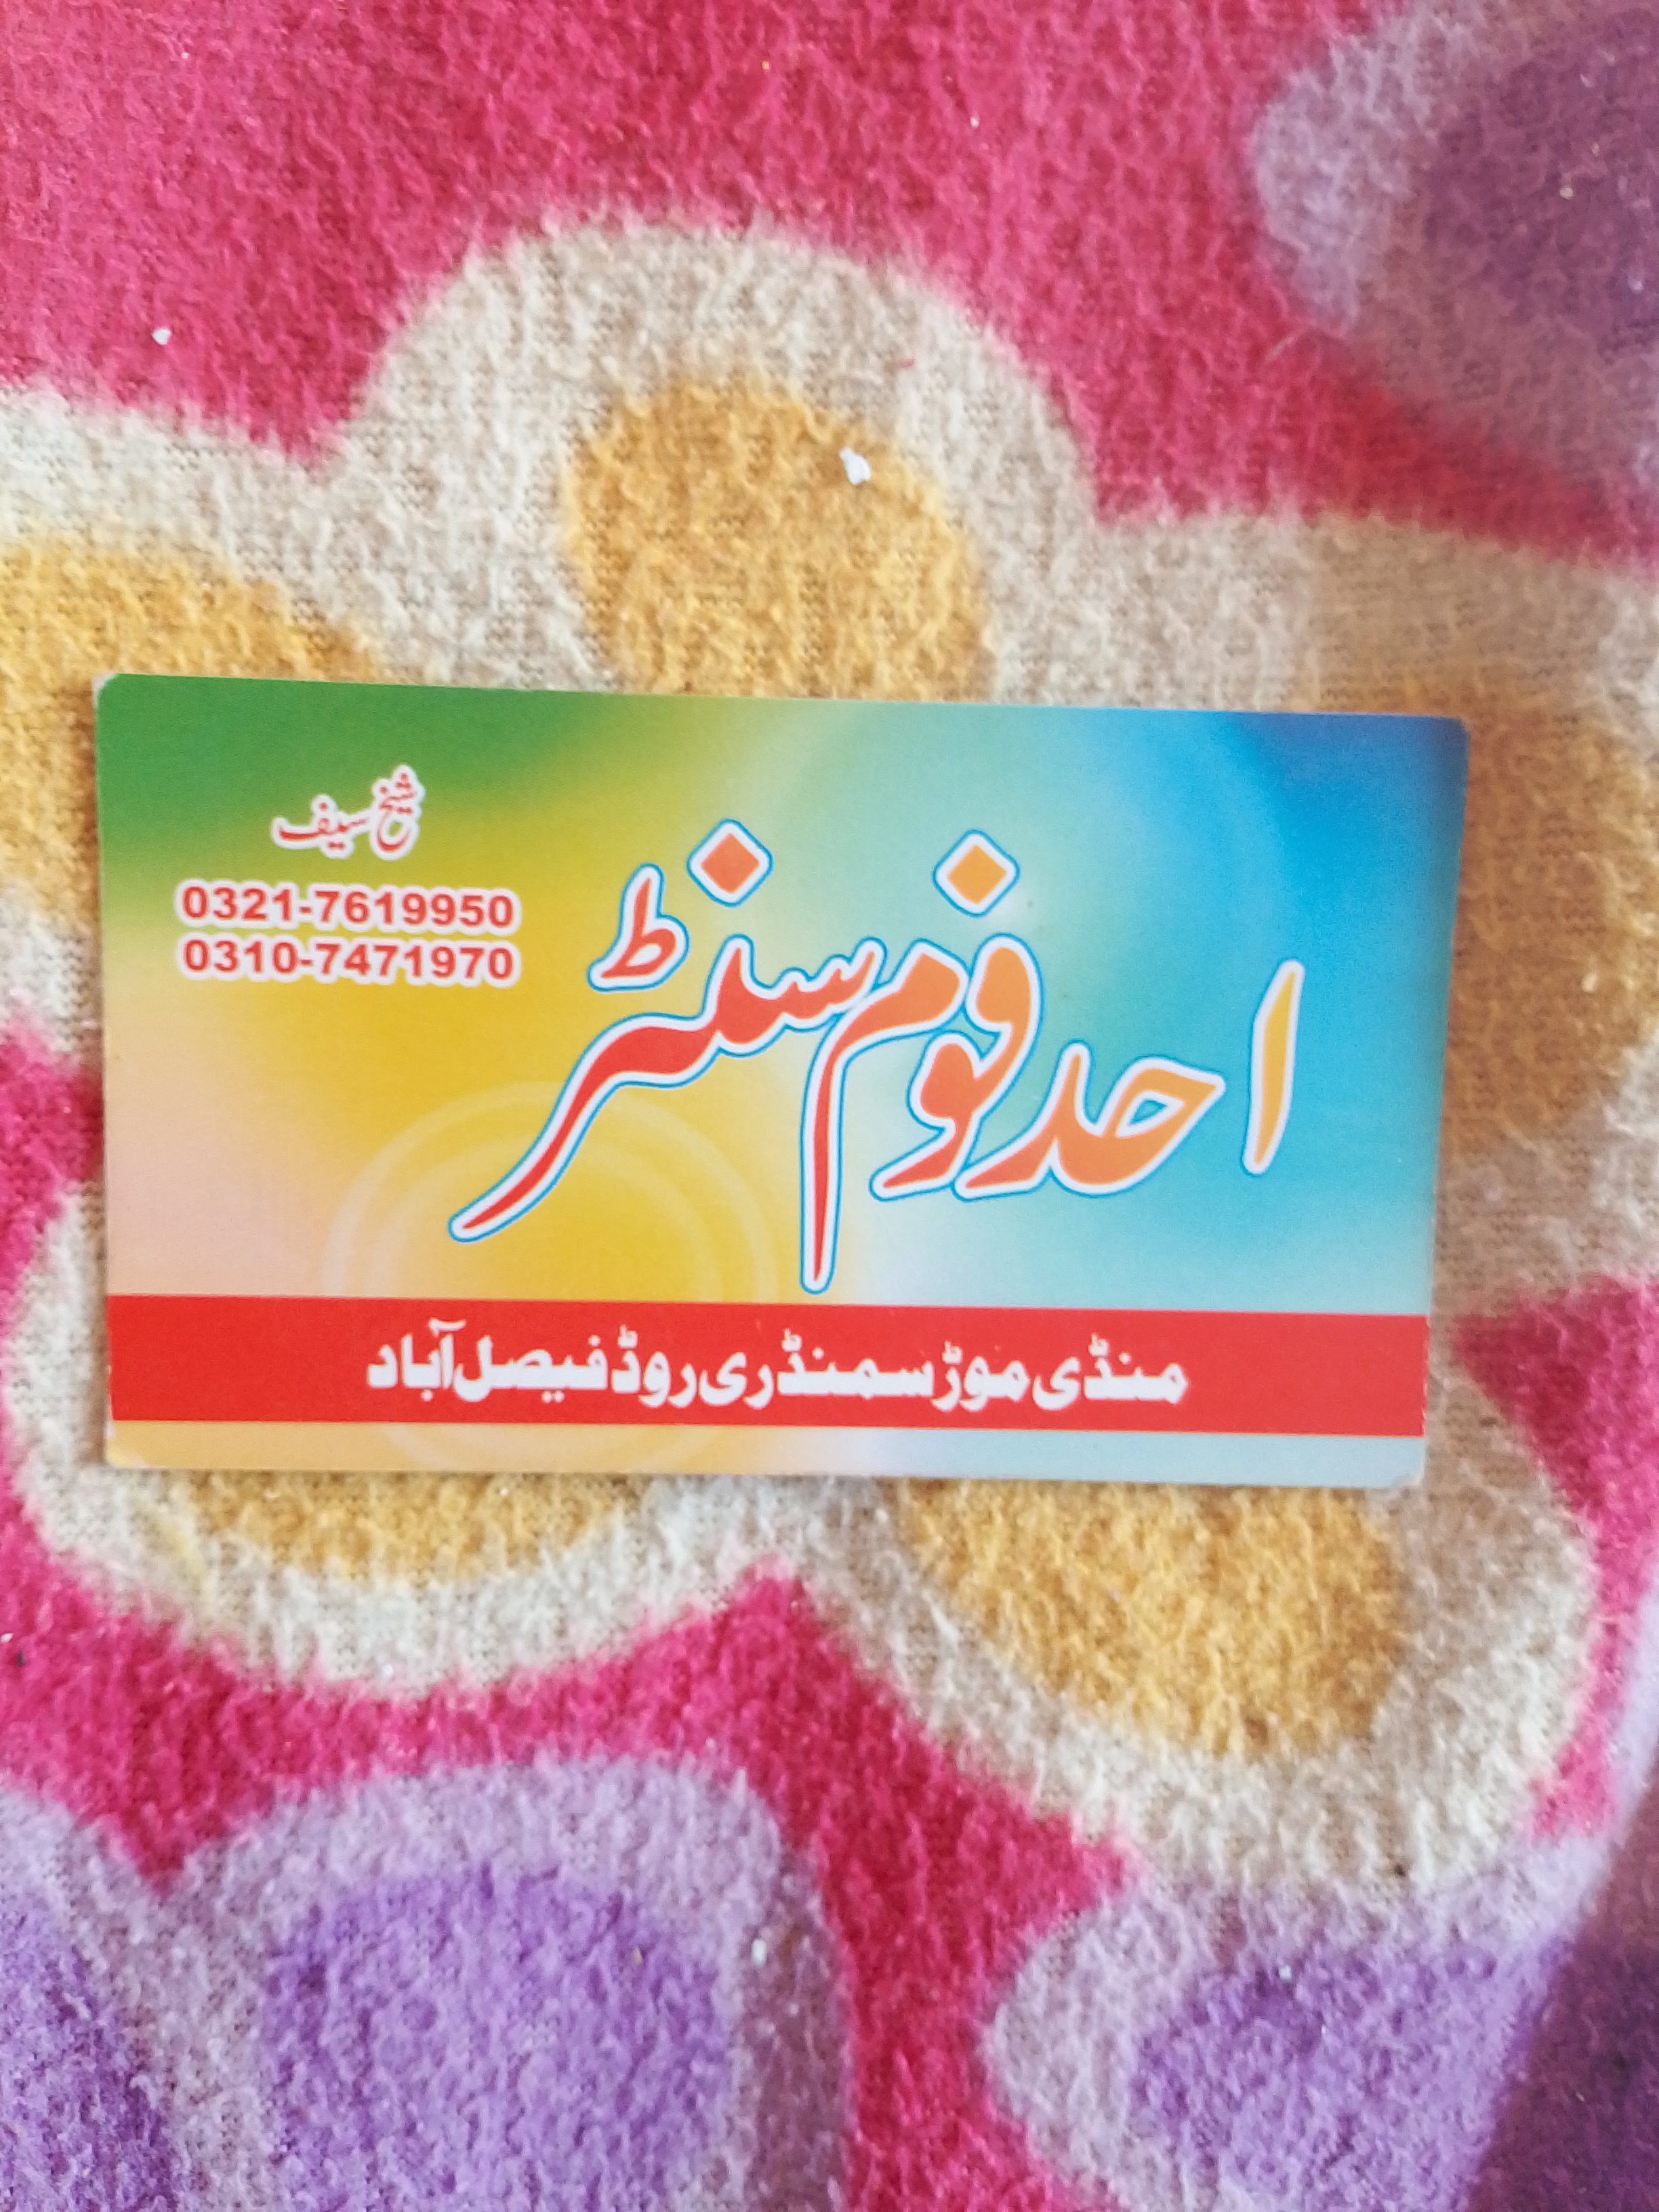 شیخ سیف
0321-7619950
0310-7471970
احد فوم سنٹر
منڈی موڑ سمندری روڈ فیصل آباد